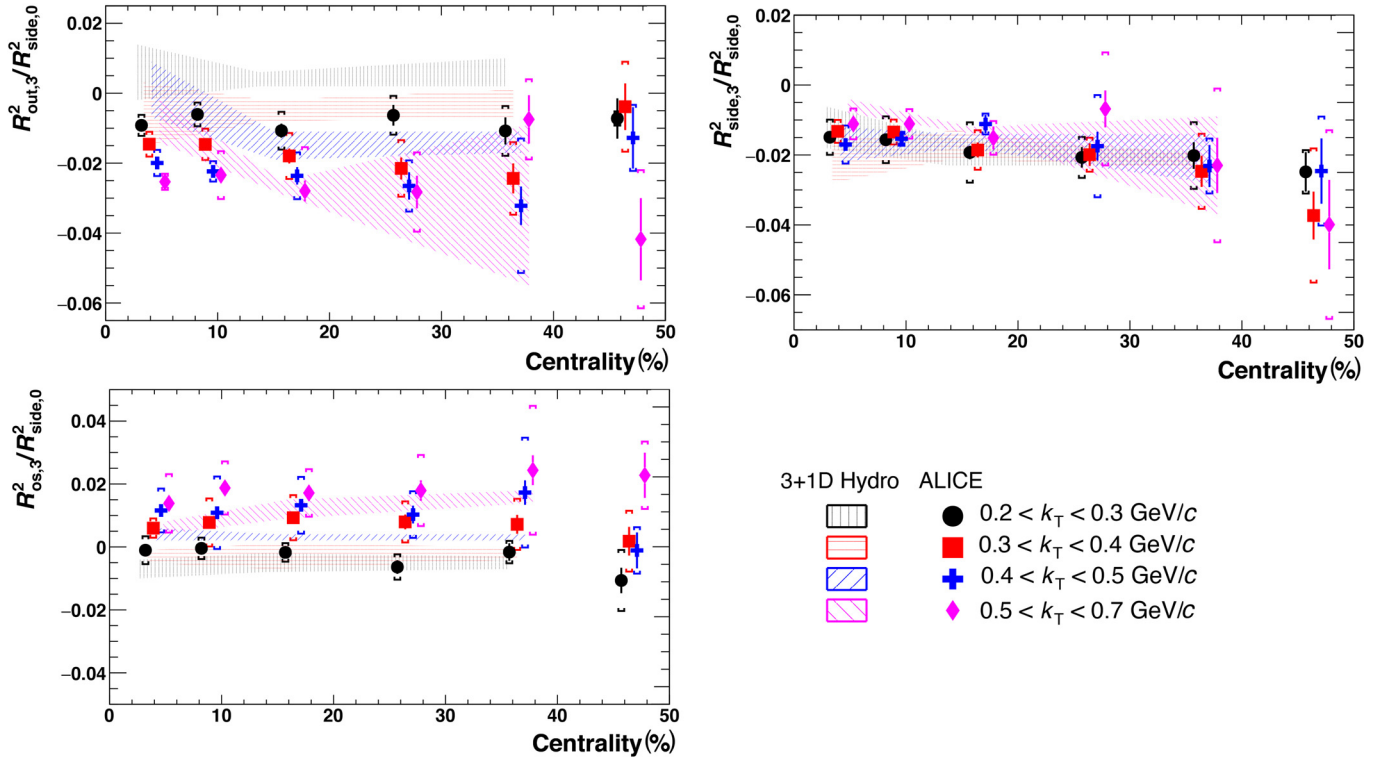 R²out,3/R²side,0
0.02
0
−0.02
−0.04
−0.06
0 10 20 30 40 50
Centrality(%)
R²side,3/R²side,0
0.02
0
−0.02
−0.04
−0.06
0 10 20 30 40 50
Centrality(%)
R²os,3/R²side,0
0.04
0.02
0
−0.02
−0.04
0 10 20 30 40 50
Centrality(%)
3+1D Hydro ALICE
0.2 < kT < 0.3 GeV/c
0.3 < kT < 0.4 GeV/c
0.4 < kT < 0.5 GeV/c
0.5 < kT < 0.7 GeV/c